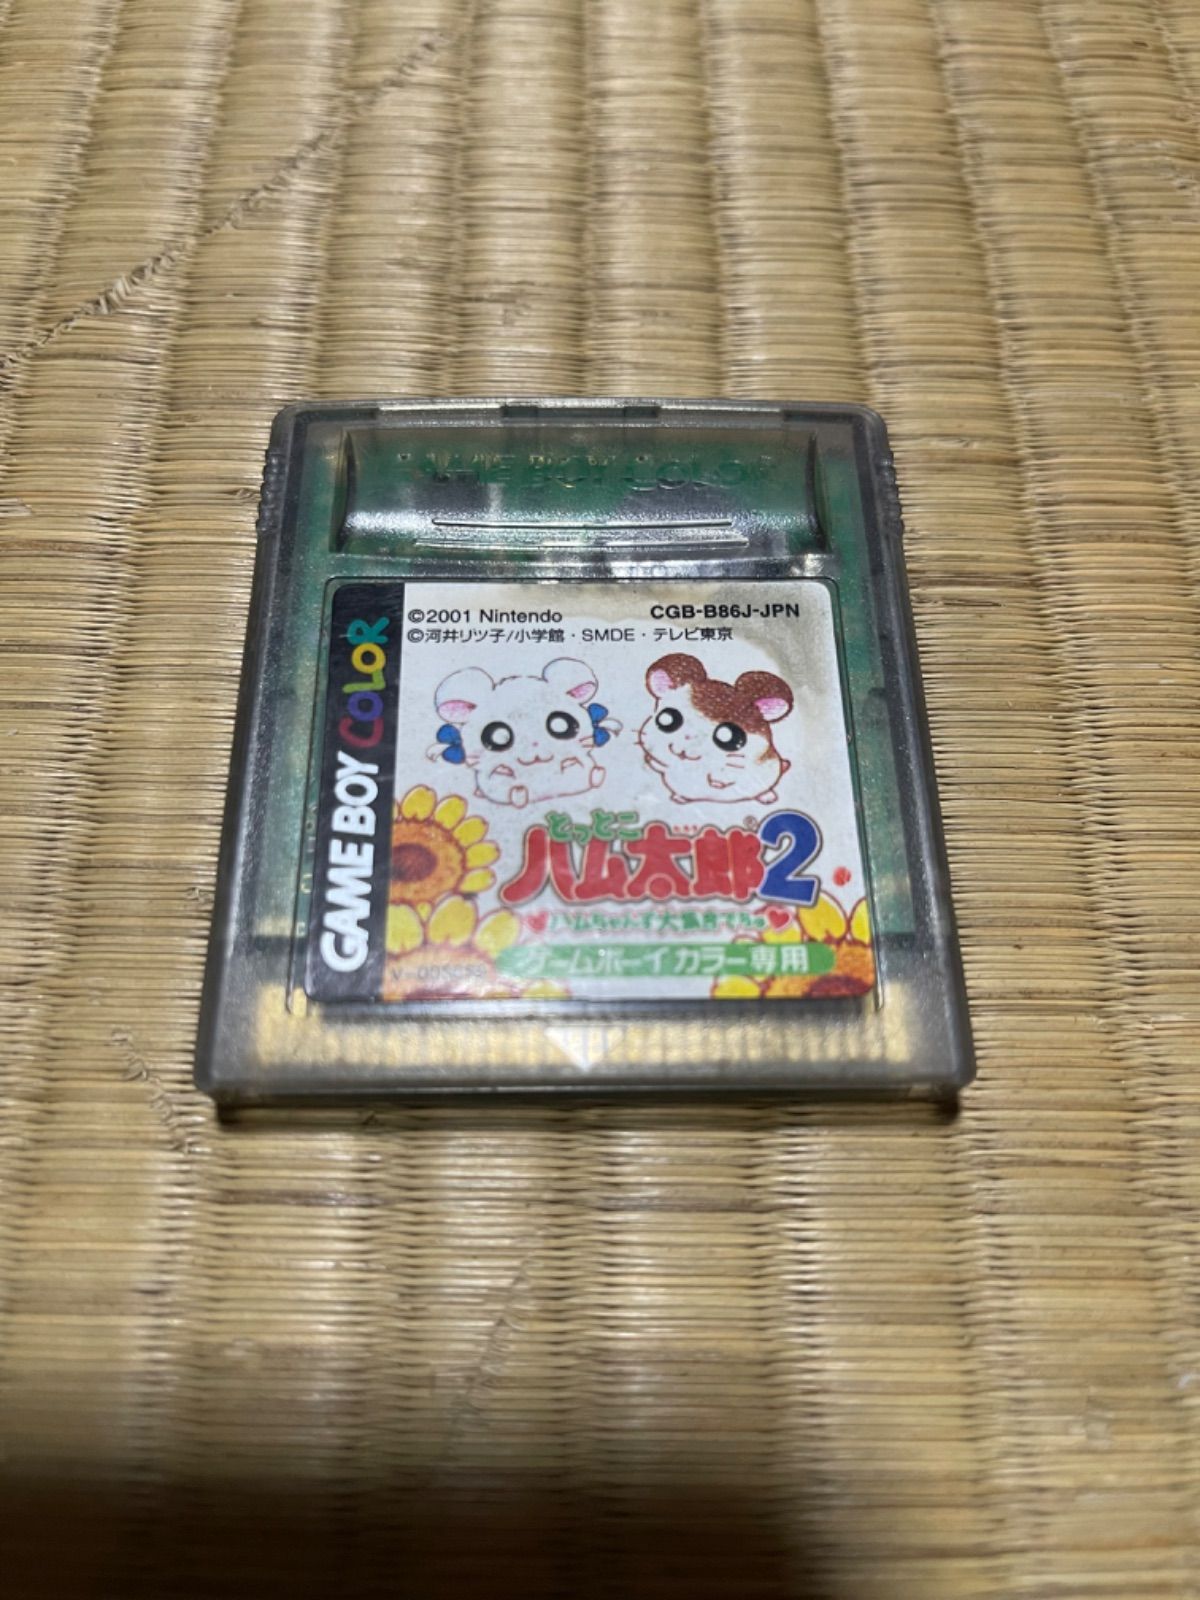 GAME BOY COLOR
©2001 Nintendo CGB-B86J-JPN
©河井リツ子/小学館・SMDE・テレビ東京
GAME BOY COLOR
とっとこ
ハム太郎®2
ハムちゃんず大集合でちゅ
ゲームボーイカラー専用